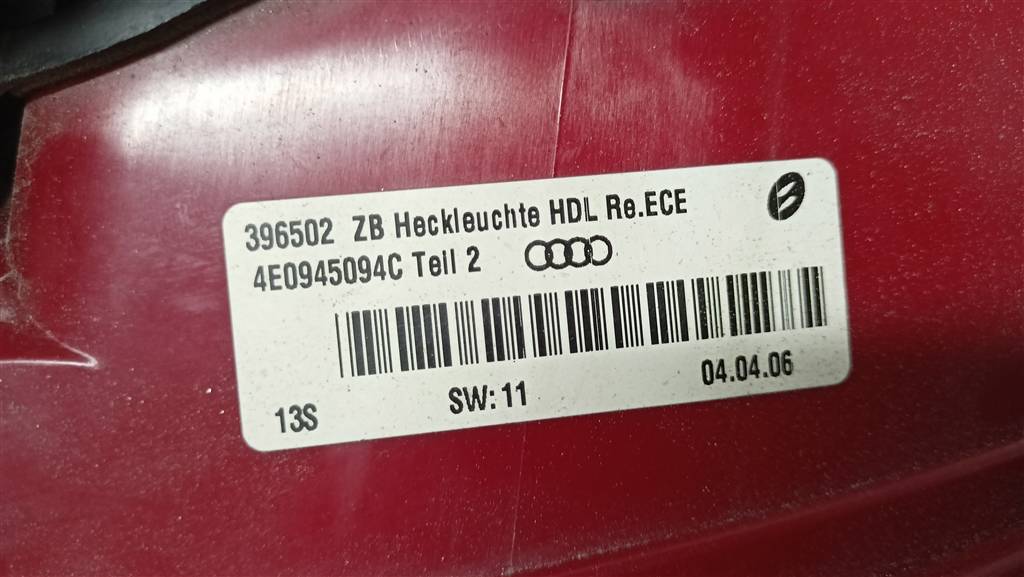 396502 ZB Heckleuchte HDL Re.ECE
4E0945094C Teil 2
13S SW: 11 04.04.06